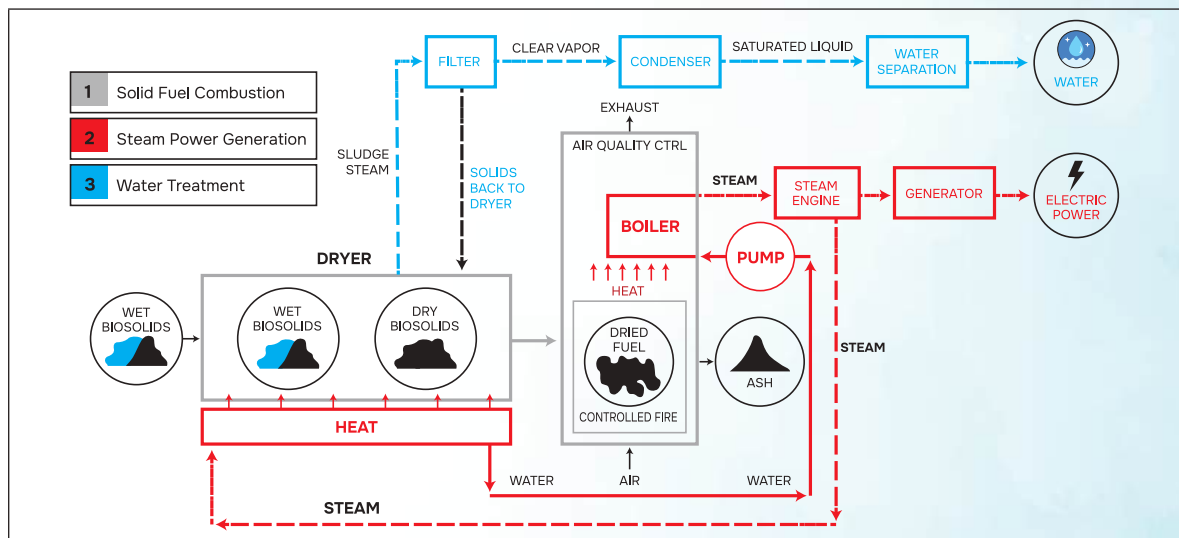 1 Solid Fuel Combustion
2 Steam Power Generation
3 Water Treatment
FILTER
CLEAR VAPOR
CONDENSER
SATURATED LIQUID
WATER
SEPARATION
WATER
SLUDGE
STEAM
SOLIDS
BACK TO
DRYER
EXHAUST
AIR QUALITY CTRL
BOILER
HEAT
STEAM
STEAM
ENGINE
GENERATOR
ELECTRIC
POWER
PUMP
DRYER
WET
BIOSOLIDS
WET
BIOSOLIDS
DRY
BIOSOLIDS
DRIED
FUEL
CONTROLLED FIRE
ASH
STEAM
HEAT
WATER
AIR
WATER
STEAM